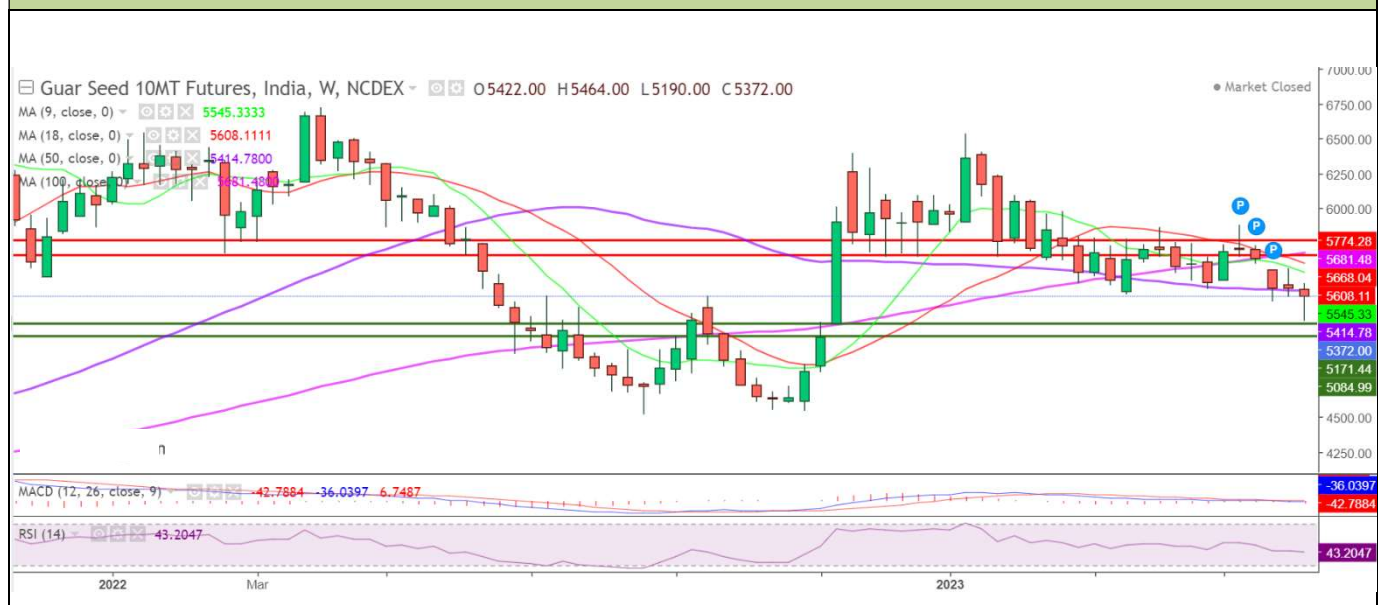 Guar Seed 10MT Futures, India, W, NCDEX O5422.00 H5464.00 L5190.00 C5372.00
Market Closed
MA (9, close, 0) 5545.3333
MA (18, close, 0) 5608.1111
MA (50, close, 0) 5414.7800
MA (100, close, 0) 5681.4800
7000.00
6750.00
6500.00
6250.00
6000.00
P
P
P
5774.28
5681.48
5668.04
5608.11
5545.33
5414.78
5372.00
5171.44
5084.99
4500.00
4250.00
n
MACD (12, 26, close, 9) -42.7884 -36.0397 6.7487
-36.0397
-42.7884
RSI (14) 43.2047
43.2047
2022 Mar 2023